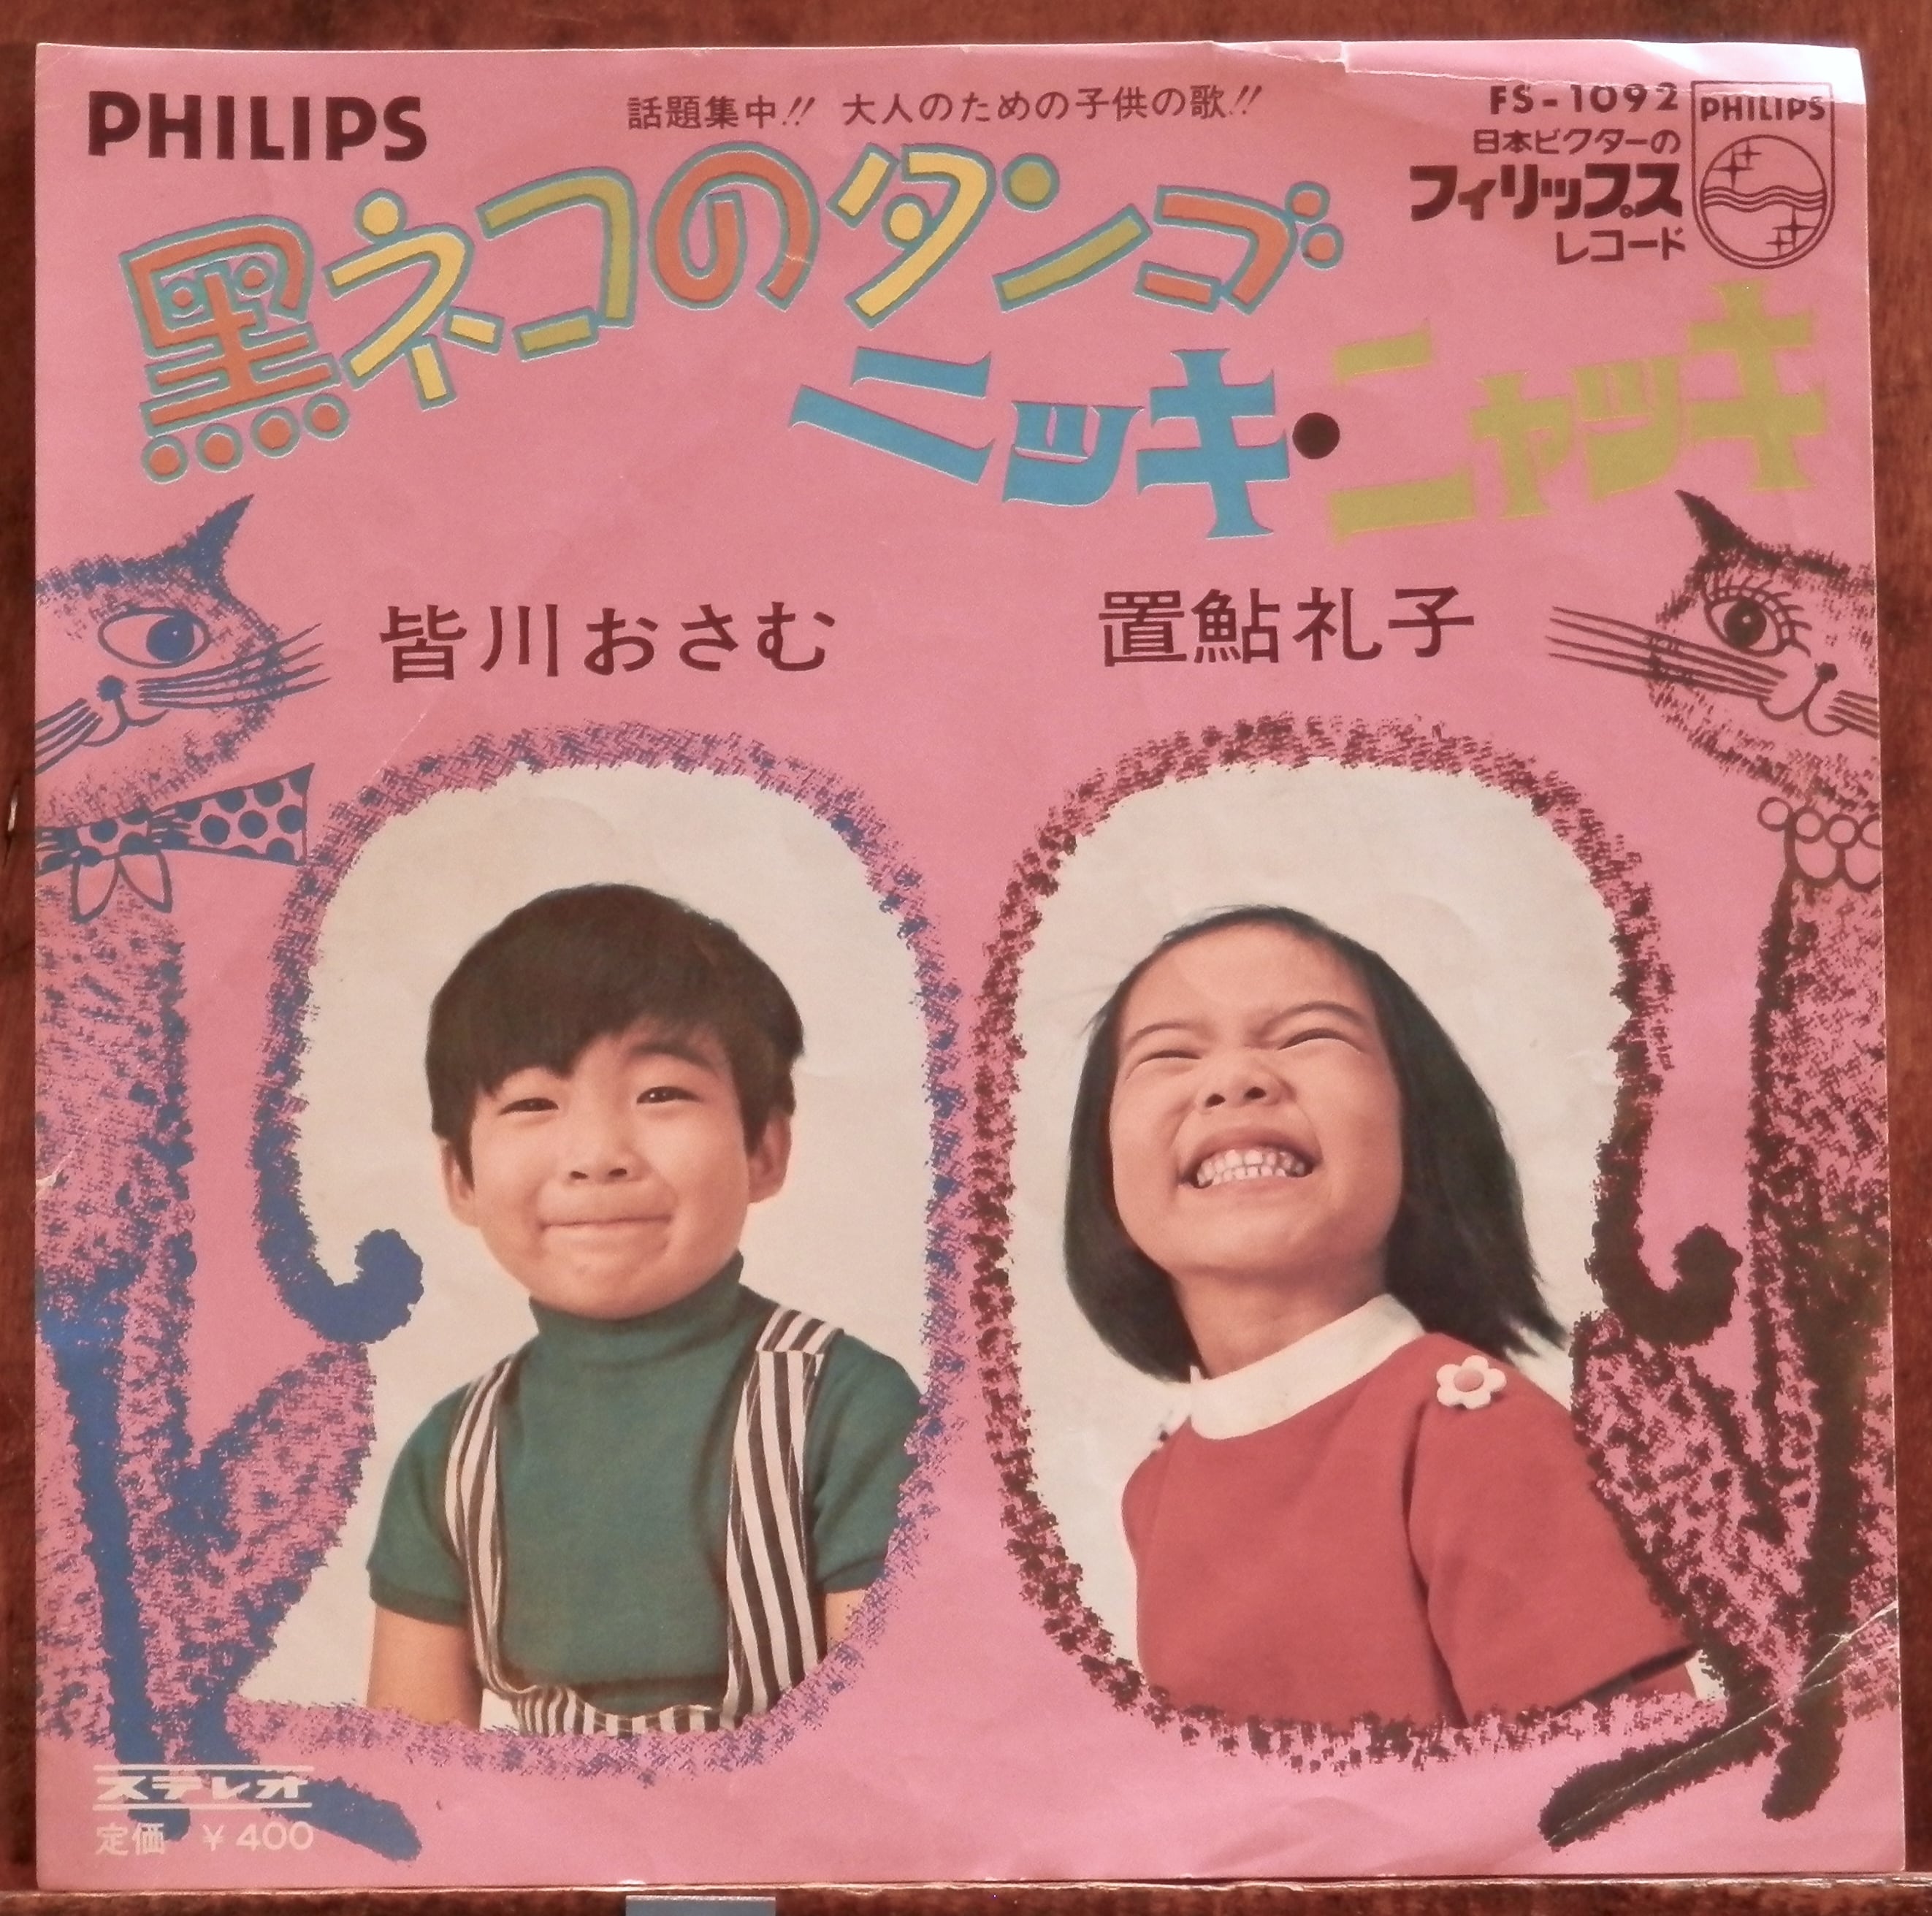 PHILIPS
話題集中!! 大人のための子供の歌!!
FS-1092
日本ビクターの
フィリップス
レコード
PHILIPS
黒ネコのタンゴ
ニッキ・ニャッキ
皆川おさむ
置鮎礼子
ステレオ
定価 ¥400